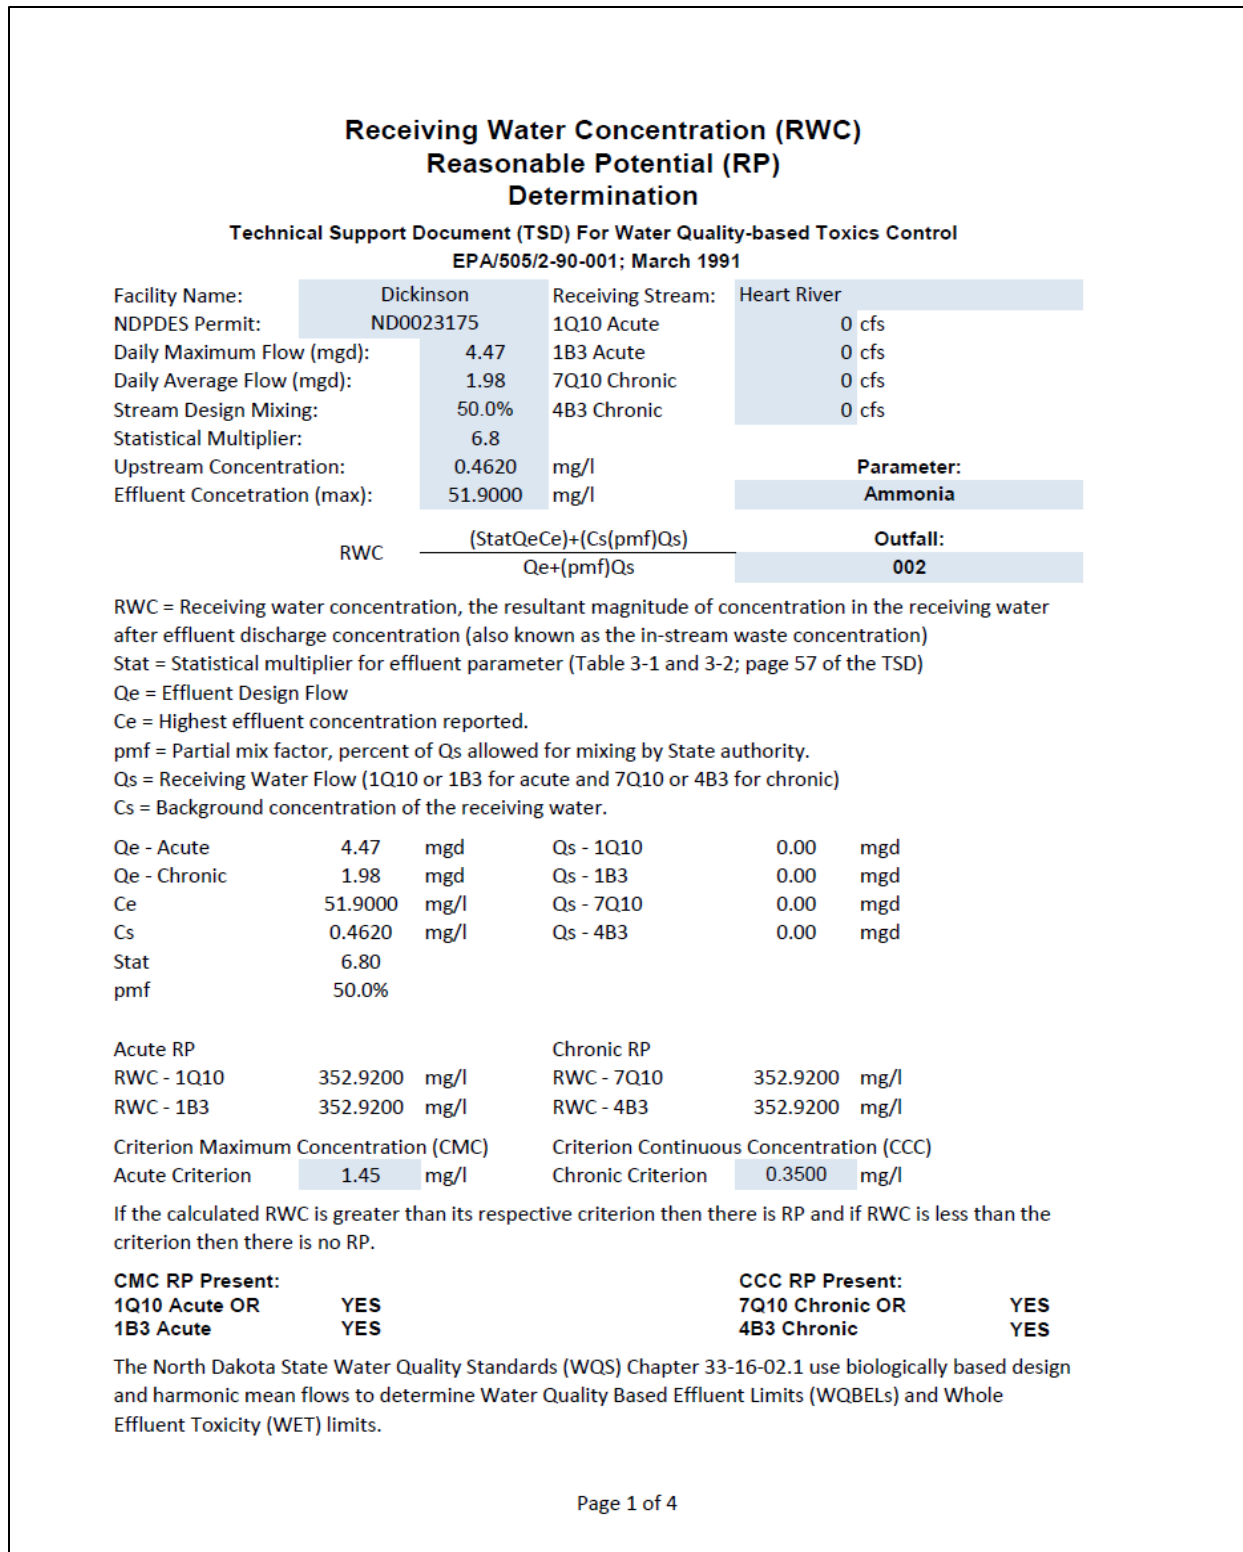 Receiving Water Concentration (RWC)
Reasonable Potential (RP)
Determination
Technical Support Document (TSD) For Water Quality-based Toxics Control
EPA/505/2-90-001; March 1991
Facility Name: Dickinson Receiving Stream: Heart River
NDPDES Permit: ND0023175 1Q10 Acute 0 cfs
Daily Maximum Flow (mgd): 4.47 1B3 Acute 0 cfs
Daily Average Flow (mgd): 1.98 7Q10 Chronic 0 cfs
Stream Design Mixing: 50.0% 4B3 Chronic 0 cfs
Statistical Multiplier: 6.8
Upstream Concentration: 0.4620 mg/l Parameter:
Effluent Concetration (max): 51.9000 mg/l Ammonia
(StatQeCe)+(Cs(pmf)Qs) Outfall:
RWC
Qe+(pmf)Qs 002
RWC = Receiving water concentration, the resultant magnitude of concentration in the receiving water
after effluent discharge concentration (also known as the in-stream waste concentration)
Stat = Statistical multiplier for effluent parameter (Table 3-1 and 3-2; page 57 of the TSD)
Qe = Effluent Design Flow
Ce = Highest effluent concentration reported.
pmf = Partial mix factor, percent of Qs allowed for mixing by State authority.
Qs = Receiving Water Flow (1Q10 or 1B3 for acute and 7Q10 or 4B3 for chronic)
Cs = Background concentration of the receiving water.
Qe - Acute 4.47 mgd Qs - 1Q10 0.00 mgd
Qe - Chronic 1.98 mgd Qs - 1B3 0.00 mgd
Ce 51.9000 mg/l Qs - 7Q10 0.00 mgd
Cs 0.4620 mg/l Qs - 4B3 0.00 mgd
Stat 6.80
pmf 50.0%
Acute RP Chronic RP
RWC - 1Q10 352.9200 mg/l RWC - 7Q10 352.9200 mg/l
RWC - 1B3 352.9200 mg/l RWC - 4B3 352.9200 mg/l
Criterion Maximum Concentration (CMC) Criterion Continuous Concentration (CCC)
Acute Criterion 1.45 mg/l Chronic Criterion 0.3500 mg/l
If the calculated RWC is greater than its respective criterion then there is RP and if RWC is less than the
criterion then there is no RP.
CMC RP Present: CCC RP Present:
1Q10 Acute OR YES 7Q10 Chronic OR YES
1B3 Acute YES 4B3 Chronic YES
The North Dakota State Water Quality Standards (WQS) Chapter 33-16-02.1 use biologically based design
and harmonic mean flows to determine Water Quality Based Effluent Limits (WQBELs) and Whole
Effluent Toxicity (WET) limits.
Page 1 of 4